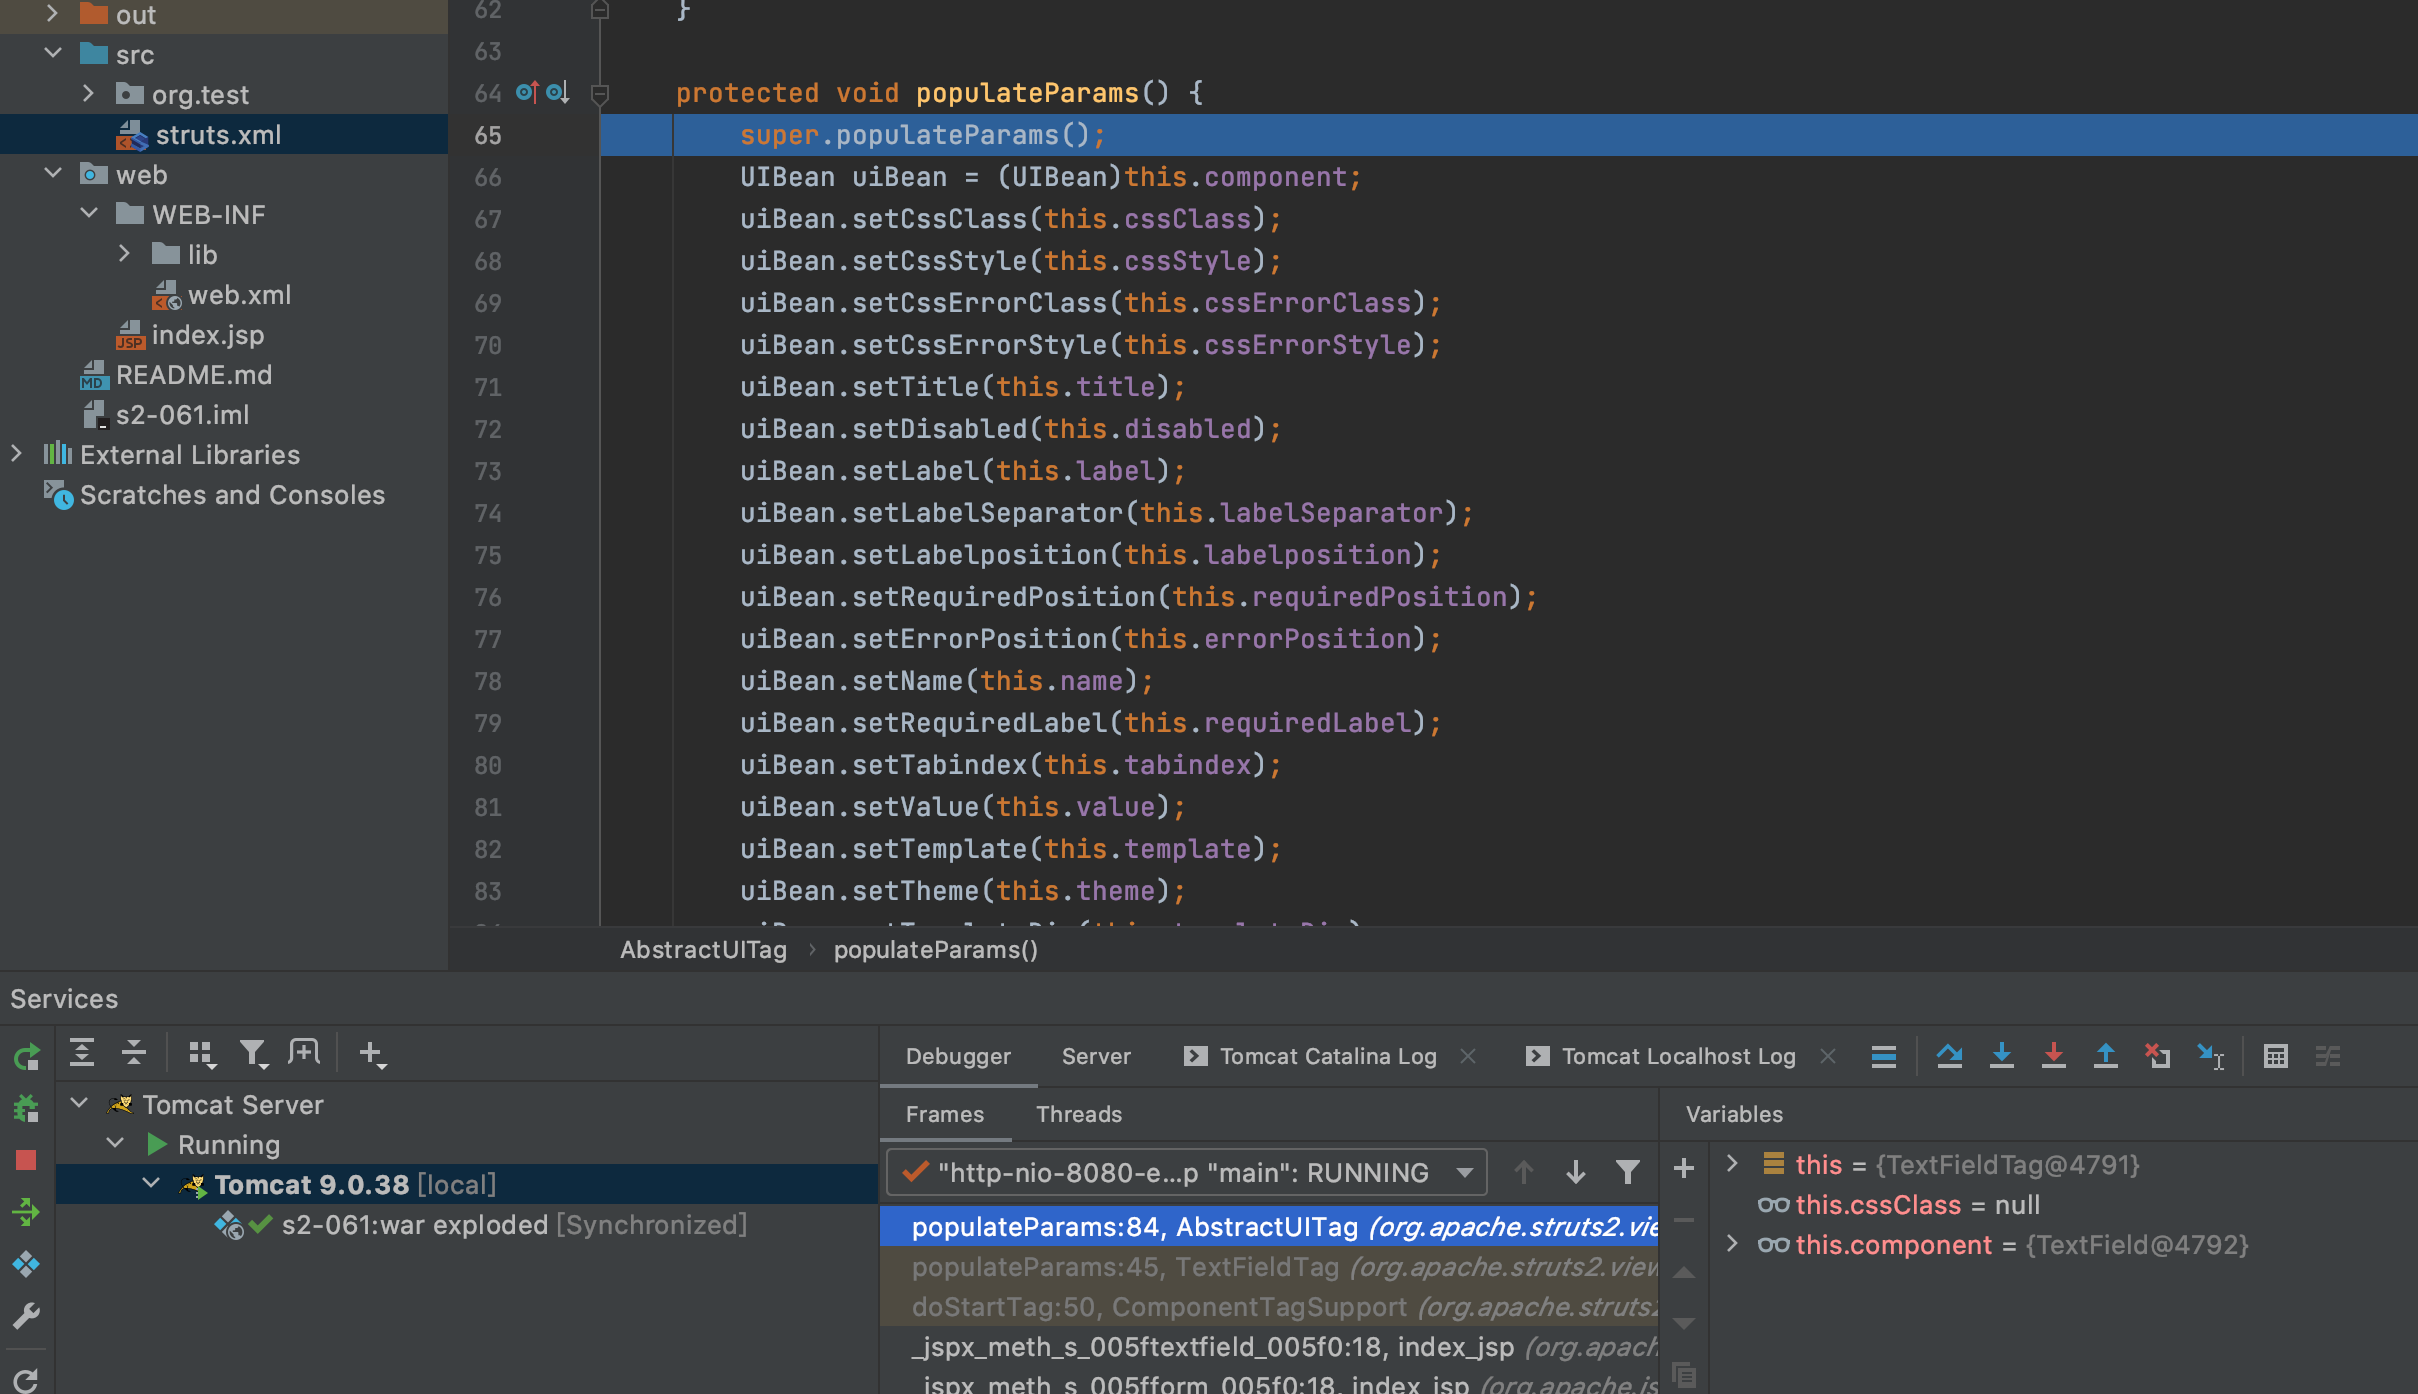 out
src
org.test
struts.xml
web
WEB-INF
lib
web.xml
index.jsp
README.md
s2-061.iml
External Libraries
Scratches and Consoles
62 }
63
64 protected void populateParams() {
65 super.populateParams();
66 UIBean uiBean = (UIBean)this.component;
67 uiBean.setCssClass(this.cssClass);
68 uiBean.setCssStyle(this.cssStyle);
69 uiBean.setCssErrorClass(this.cssErrorClass);
70 uiBean.setCssErrorStyle(this.cssErrorStyle);
71 uiBean.setTitle(this.title);
72 uiBean.setDisabled(this.disabled);
73 uiBean.setLabel(this.label);
74 uiBean.setLabelSeparator(this.labelSeparator);
75 uiBean.setLabelposition(this.labelposition);
76 uiBean.setRequiredPosition(this.requiredPosition);
77 uiBean.setErrorPosition(this.errorPosition);
78 uiBean.setName(this.name);
79 uiBean.setRequiredLabel(this.requiredLabel);
80 uiBean.setTabindex(this.tabindex);
81 uiBean.setValue(this.value);
82 uiBean.setTemplate(this.template);
83 uiBean.setTheme(this.theme);
AbstractUITag › populateParams()
Services
Tomcat Server
Running
Tomcat 9.0.38 [local]
s2-061:war exploded [Synchronized]
Debugger Server Tomcat Catalina Log Tomcat Localhost Log
Frames Threads
"http-nio-8080-e...p "main": RUNNING
populateParams:84, AbstractUITag (org.apache.struts2.vie
populateParams:45, TextFieldTag (org.apache.struts2.view
doStartTag:50, ComponentTagSupport (org.apache.struts2
_jspx_meth_s_005ftextfield_005f0:18, index_jsp (org.apach
_jspx_meth_s_005fform_005f0:18, index_jsp (org.apache.js
Variables
this = {TextFieldTag@4791}
this.cssClass = null
this.component = {TextField@4792}